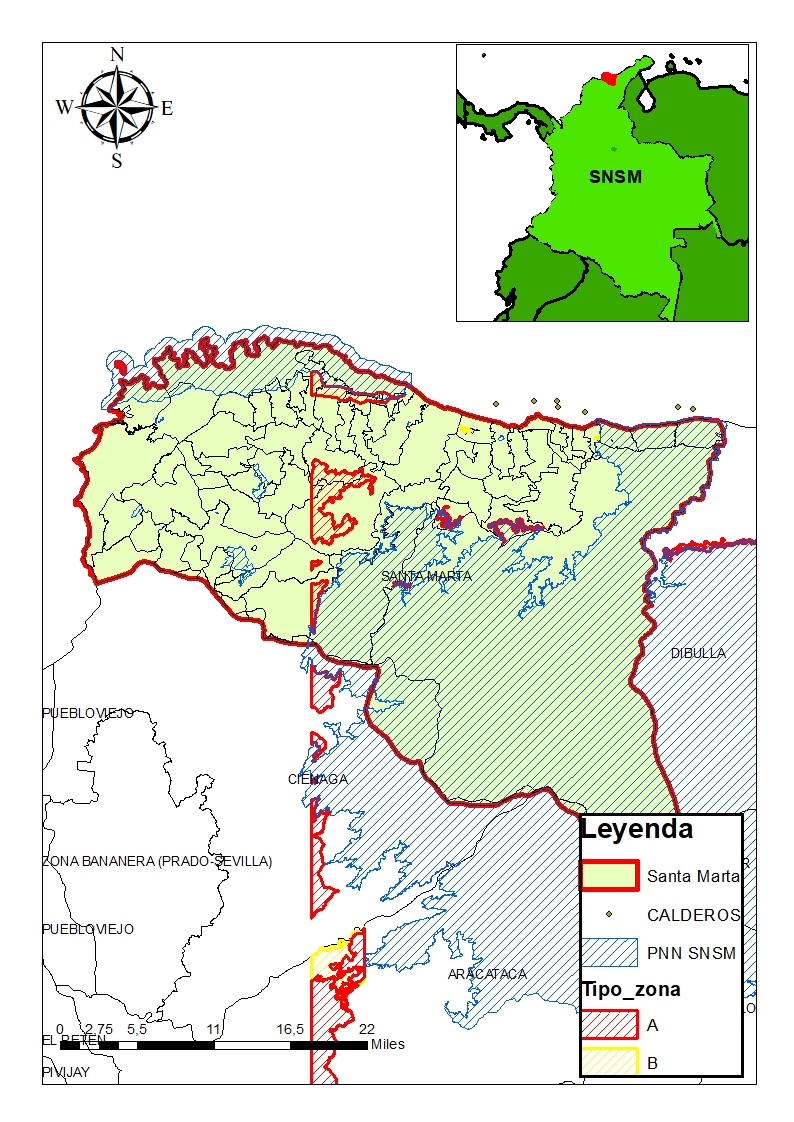 N
W E
S
SNSM
SANTA MARTA
DIBULLA
PUEBLOVIEJO
CIENAGA
Leyenda
ZONA BANANERA (PRADO-SEVILLA)
Santa Marta
CALDEROS
PUEBLOVIEJO
PNN SNSM
ARACATACA
Tipo_zona
A
B
0 2,75 5,5 11 16,5 22
Miles
EL RETEN
PIVIJAY